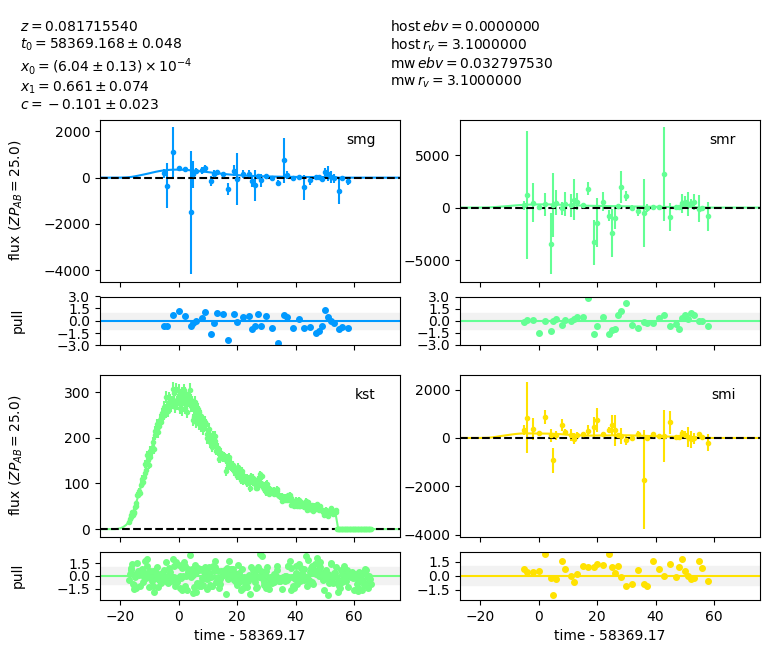 z = 0.081715540
t₀ = 58369.168 ± 0.048
x₀ = (6.04 ± 0.13) × 10⁻⁴
x₁ = 0.661 ± 0.074
c = −0.101 ± 0.023
host ebv = 0.0000000
host r_v = 3.1000000
mw ebv = 0.032797530
mw r_v = 3.1000000
smg
flux (ZP_AB = 25.0)
2000
0
−2000
−4000
smr
5000
0
−5000
pull
3.0
1.5
0.0
−1.5
−3.0
3.0
1.5
0.0
−1.5
−3.0
kst
flux (ZP_AB = 25.0)
300
200
100
0
smi
2000
0
−2000
−4000
pull
1.5
0.0
−1.5
−20 0 20 40 60
time - 58369.17
1.5
0.0
−1.5
−20 0 20 40 60
time - 58369.17